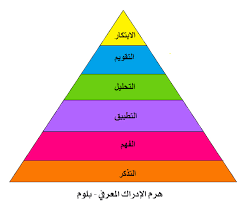 الابتكار
التقويم
التحليل
التطبيق
الفهم
التذكر
هرم الإدراك المعرفي - بلوم